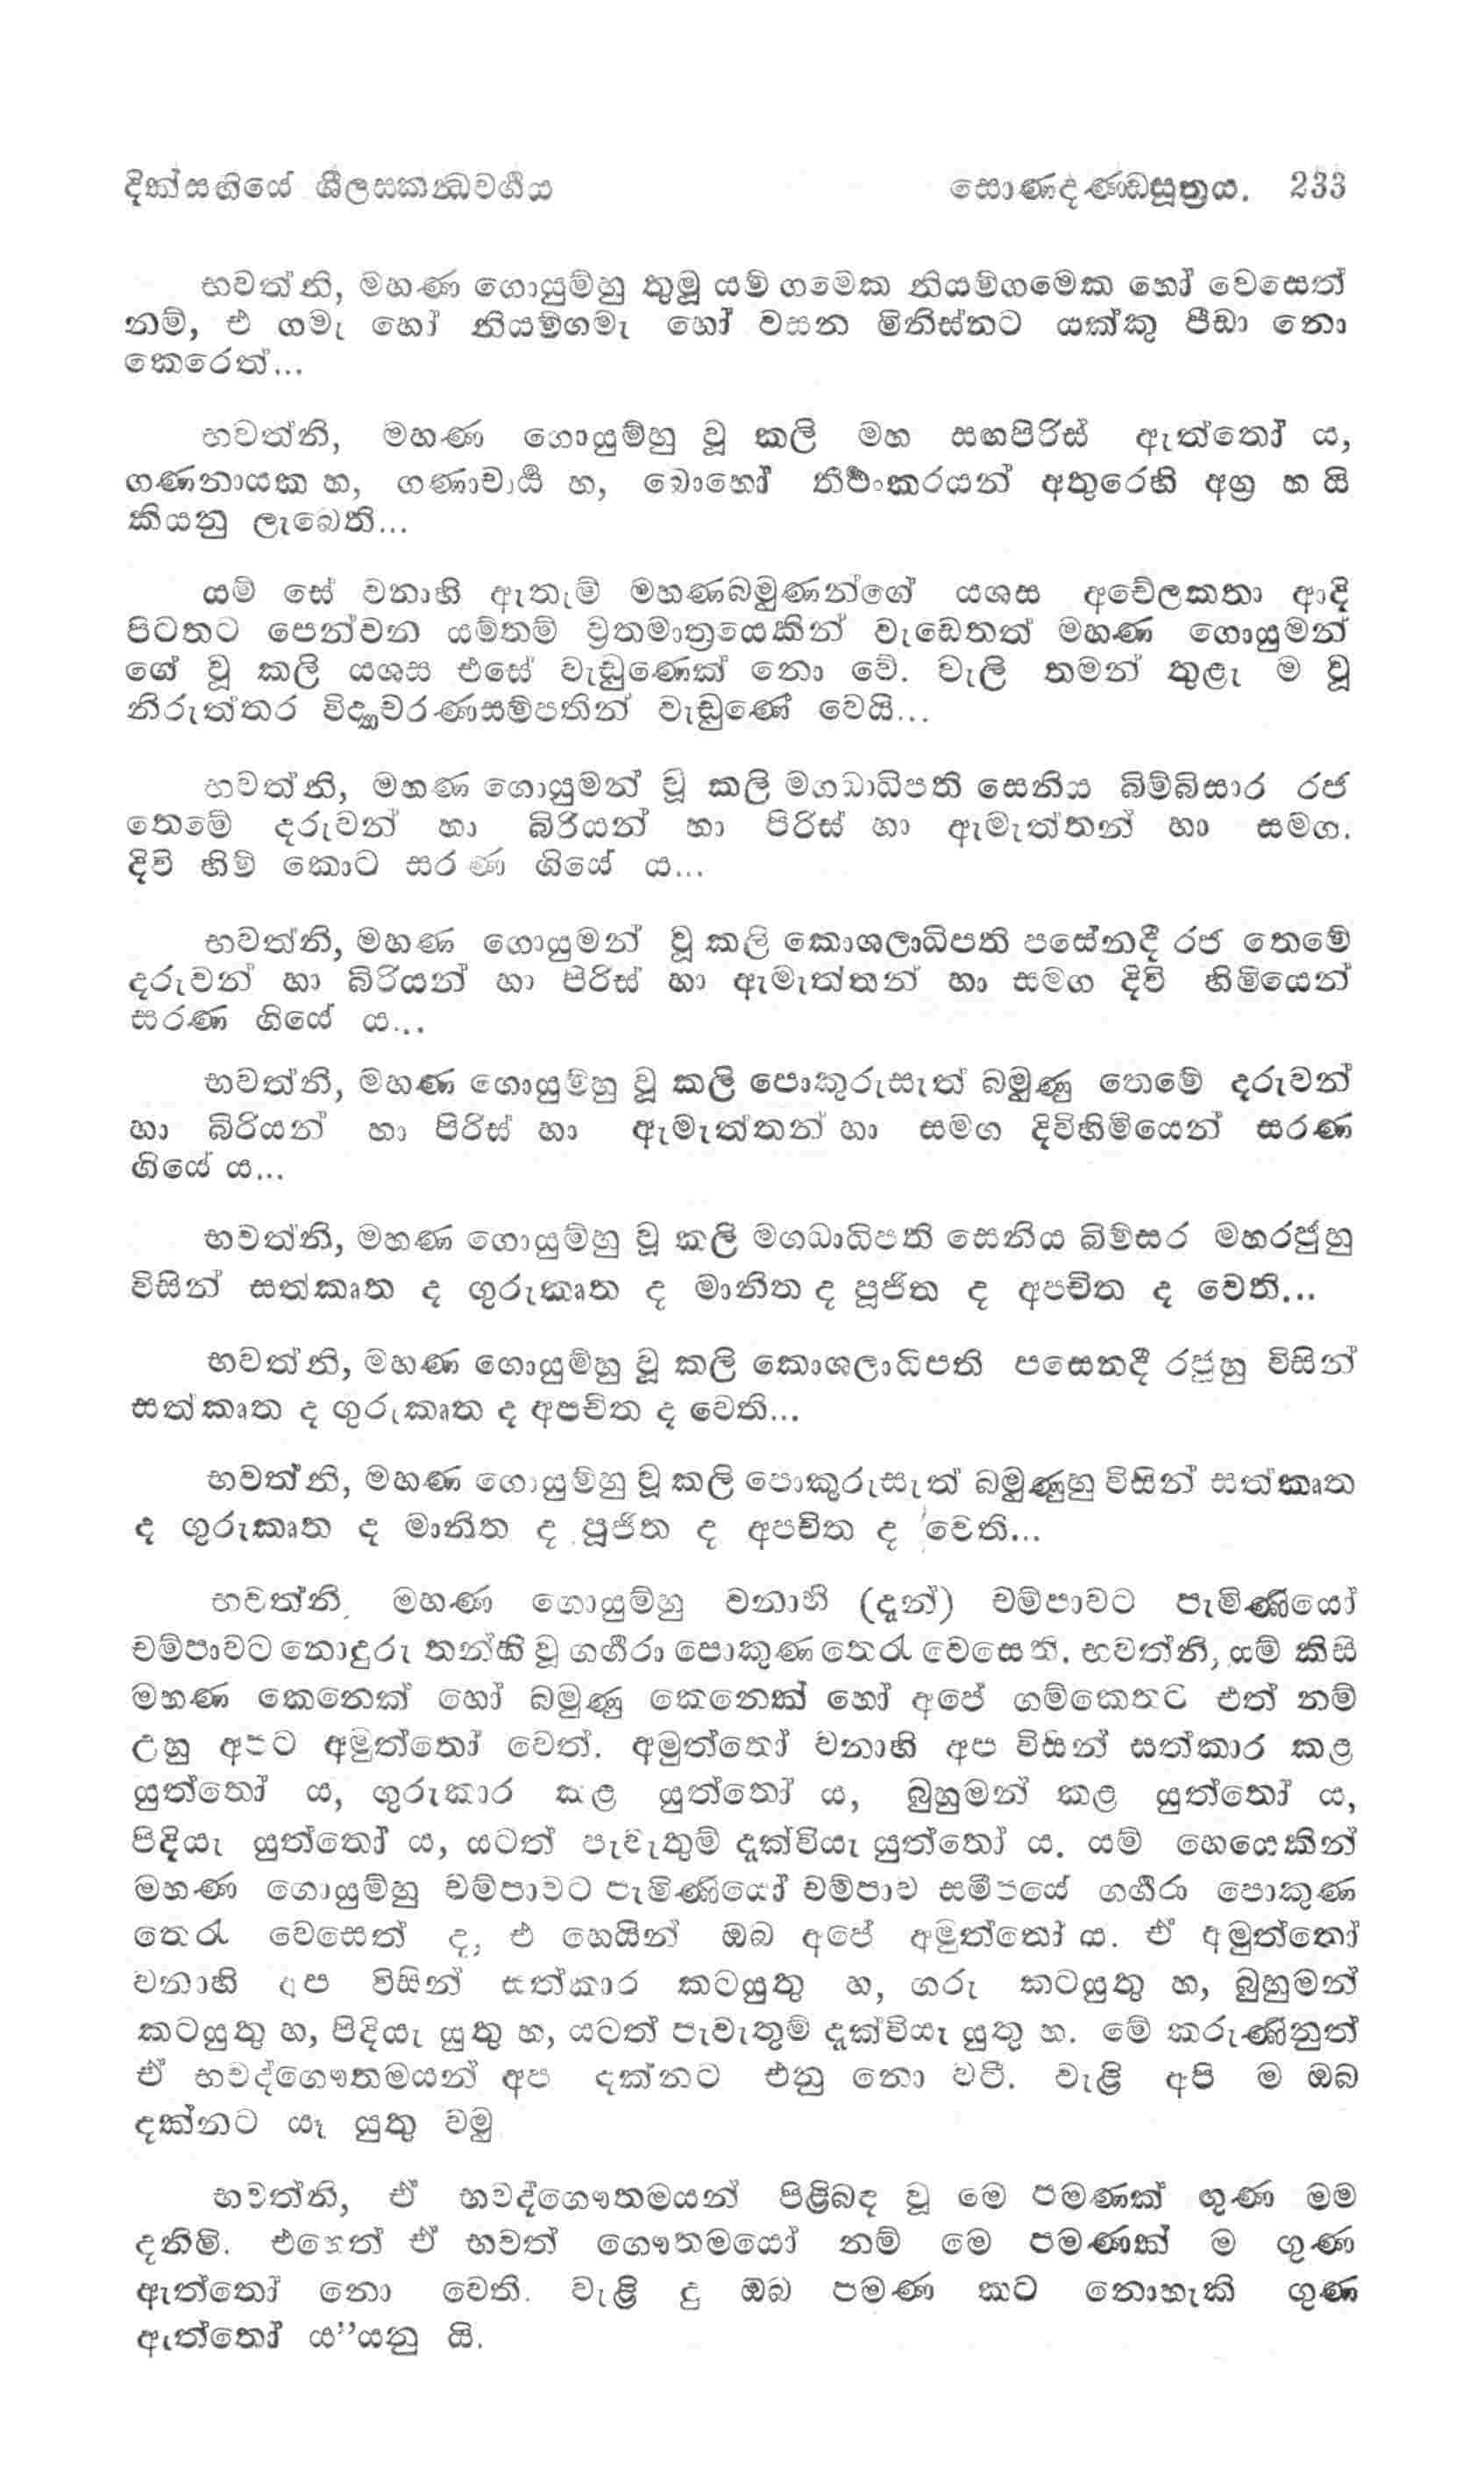 දික්සඟියේ ශීලසකන්ධවර්ගය සොණදණ්ඩසූත්‍රය. 233
භවත්නි, මහණ ගොයුම්හු තුමූ යම් ගමෙක නියම්ගමෙක හෝ වෙසෙත්
නම්, එ ගමැ හෝ නියම්ගමැ හෝ වසන මිනිස්නට යක්කු පීඩා නො
කෙරෙත්...
භවත්නි, මහණ ගොයුම්හු වූ කලි මහ සඟපිරිස් ඇත්තෝ ය,
ගණනායක හ, ගණාචාර්‍ය්‍ය හ, බොහෝ තීර්ථංකරයන් අතුරෙහි අග්‍ර හ යි
කියනු ලැබෙති...
යම් සේ වනාහි ඇතැම් මහණබමුණන්ගේ යශස අචේලකතා ආදි
පිටතට පෙන්වන යම්තම් ව්‍රතමාත්‍රයෙකින් වැඩෙතත් මහණ ගොයුමන්
ගේ වූ කලි යශස එසේ වැඩුණෙක් නො වේ. වැලි තමන් තුළැ ම වූ
නිරුත්තර විද්‍යාචරණසම්පතින් වැඩුණේ වෙයි...
භවත්නි, මහණ ගොයුමන් වූ කලි මගධාධිපති සෙනිය බිම්බිසාර රජ
තෙමේ දරුවන් හා බිරියන් හා පිරිස් හා ඇමැත්තන් හා සමග.
දිවි හිම් කොට සරණ ගියේ ය...
භවත්නි, මහණ ගොයුමන් වූ කලි කොශලාධිපති පසේනදී රජ තෙමේ
දරුවන් හා බිරියන් හා පිරිස් හා ඇමැත්තන් හා සමග දිවි හිමියෙන්
සරණ ගියේ ය...
භවත්නි, මහණ ගොයුම්හු වූ කලි පොකුරුසැත් බමුණු තෙමේ දරුවන්
හා බිරියන් හා පිරිස් හා ඇමැත්තන් හා සමග දිවිහිමියෙන් සරණ
ගියේ ය...
භවත්නි, මහණ ගොයුම්හු වූ කලි මගධාධිපති සෙනිය බිම්සර මහරජුහු
විසින් සත්කෘත ද ගුරුකෘත ද මානිත ද පූජිත ද අපචිත ද වෙති...
භවත්නි, මහණ ගොයුම්හු වූ කලි කොශලාධිපති පසෙනදී රජුහු විසින්
සත්කෘත ද ගුරුකෘත ද අපචිත ද වෙති...
භවත්නි, මහණ ගොයුම්හු වූ කලි පොකුරුසැත් බමුණුහු විසින් සත්කෘත
ද ගුරුකෘත ද මානිත ද පූජිත ද අපචිත ද වෙති...
භවත්නි, මහණ ගොයුම්හු වනාහි (දැන්) චම්පාවට පැමිණියෝ
චම්පාවට නොදුරු තන්හි වූ ගග්ගරා පොකුණ තෙරැ වෙසෙති. භවත්නි, යම් කිසි
මහණ කෙනෙක් හෝ බමුණු කෙනෙක් හෝ අපේ ගම්කෙතට එත් නම්
උහු අපට අමුත්තෝ වෙත්. අමුත්තෝ වනාහි අප විසින් සත්කාර කළ
යුත්තෝ ය, ගුරුකාර කළ යුත්තෝ ය, බුහුමන් කළ යුත්තෝ ය,
පිදියැ යුත්තෝ ය, යටත් පැවැතුම් දැක්වියැ යුත්තෝ ය. යම් හෙයෙකින්
මහණ ගොයුම්හු චම්පාවට පැමිණියෝ චම්පාව සමීපයේ ගග්ගරා පොකුණ
තෙරැ වෙසෙත් ද, එ හෙයින් ඔබ අපේ අමුත්තෝ ය. ඒ අමුත්තෝ
වනාහි අප විසින් සත්කාර කටයුතු හ, ගරු කටයුතු හ, බුහුමන්
කටයුතු හ, පිදියැ යුතු හ, යටත් පැවැතුම් දැක්වියැ යුතු හ. මේ කරුණිනුත්
ඒ භවද්ගෞතමයන් අප දක්නට එනු නො වටී. වැළි අපි ම ඔබ
දක්නට යෑ යුතු වමු
භවත්නි, ඒ භවද්ගෞතමයන් පිළිබඳ වූ මෙ පමණක් ගුණ මම
දනිමි. එහෙත් ඒ භවත් ගෞතමයෝ නම් මෙ පමණක් ම ගුණ
ඇත්තෝ නො වෙති. වැළි දු ඔබ පමණ කට නොහැකි ගුණ
ඇත්තෝ ය”යනු යි.